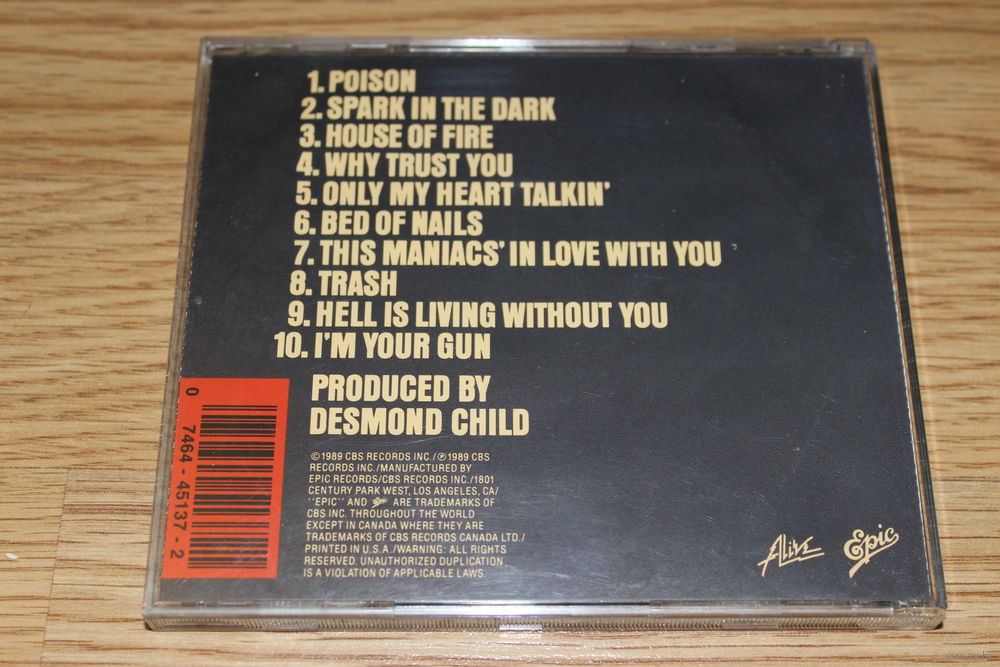 1. POISON
2. SPARK IN THE DARK
3. HOUSE OF FIRE
4. WHY TRUST YOU
5. ONLY MY HEART TALKIN'
6. BED OF NAILS
7. THIS MANIACS' IN LOVE WITH YOU
8. TRASH
9. HELL IS LIVING WITHOUT YOU
10. I'M YOUR GUN
PRODUCED BY
DESMOND CHILD
©1989 CBS RECORDS INC./℗1989 CBS
RECORDS INC./MANUFACTURED BY
EPIC RECORDS/CBS RECORDS INC./1801
CENTURY PARK WEST, LOS ANGELES, CA/
"EPIC" AND Epic ARE TRADEMARKS OF
CBS INC. THROUGHOUT THE WORLD
EXCEPT IN CANADA WHERE THEY ARE
TRADEMARKS OF CBS RECORDS CANADA LTD./
PRINTED IN U.S.A./WARNING: ALL RIGHTS
RESERVED. UNAUTHORIZED DUPLICATION
IS A VIOLATION OF APPLICABLE LAWS.
0 7464-45137-2
Alive
Epic